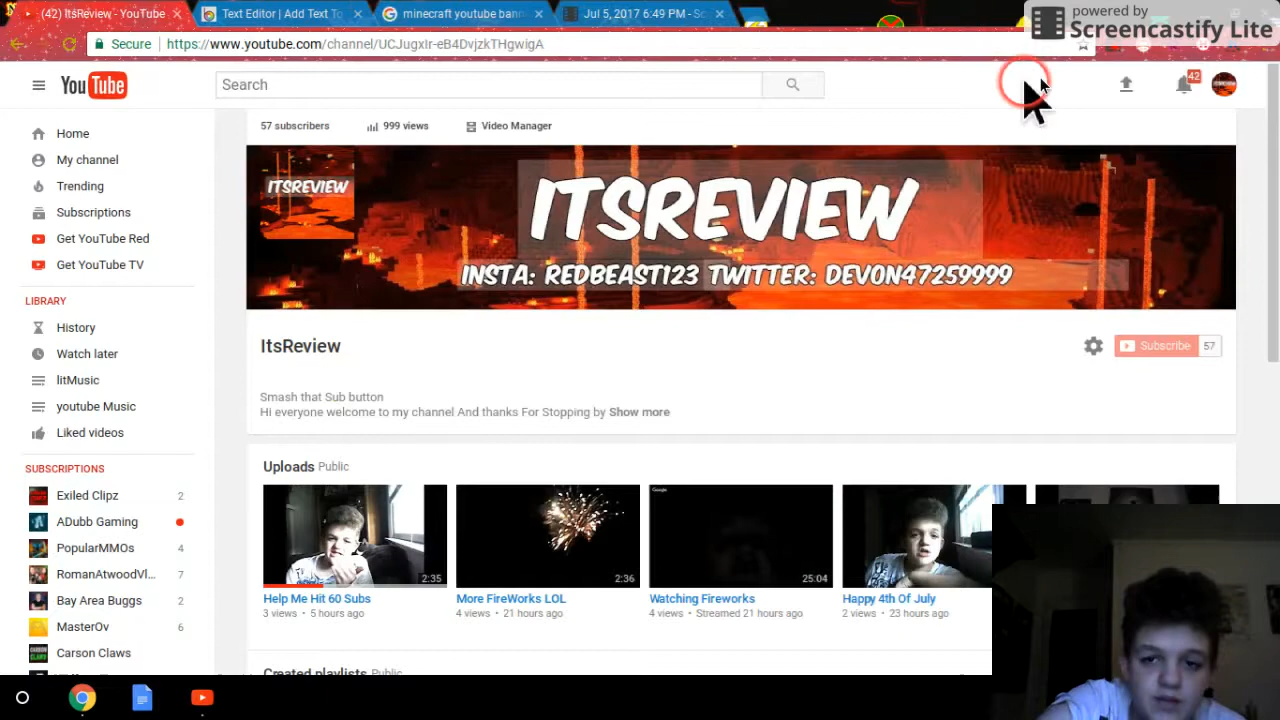 (42) ItsReview - YouTube
Text Editor | Add Text To
minecraft youtube ban
Jul 5, 2017 6:49 PM - Sc
powered by
Screencastify Lite
Secure
https://www.youtube.com/channel/UCJugxIr-eB4DvjzkTHgwigA
YouTube
Search
42
57 subscribers
999 views
Video Manager
Home
My channel
Trending
Subscriptions
Get YouTube Red
Get YouTube TV
LIBRARY
History
Watch later
litMusic
youtube Music
Liked videos
SUBSCRIPTIONS
Exiled Clipz 2
ADubb Gaming
PopularMMOs 4
RomanAtwoodVl... 7
Bay Area Buggs 2
MasterOv 6
Carson Claws
ITSREVIEW
ITSREVIEW
INSTA: REDBEAST123 TWITTER: DEVON47259999
ItsReview
Subscribe 57
Smash that Sub button
Hi everyone welcome to my channel And thanks For Stopping by Show more
Uploads Public
Google
2:35
2:36
25:04
Help Me Hit 60 Subs
3 views • 5 hours ago
More FireWorks LOL
4 views • 21 hours ago
Watching Fireworks
4 views • Streamed 21 hours ago
Happy 4th Of July
2 views • 23 hours ago
Created playlists Public